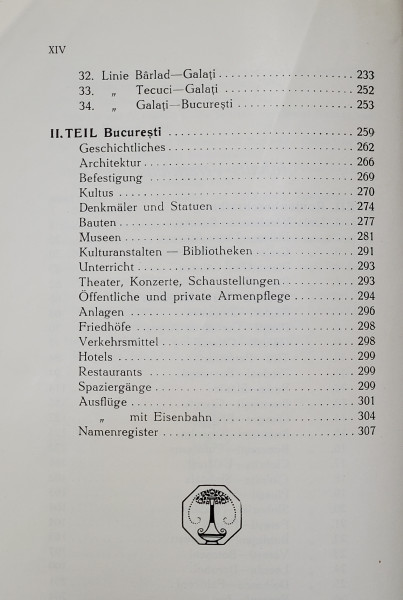 XIV
32. Linie Bârlad—Galați . . . . . . . . . . . . . . . . . . . . 233
33. „ Tecuci—Galați . . . . . . . . . . . . . . . . . . . 252
34. „ Galați—București . . . . . . . . . . . . . . . . . 253
II. TEIL București . . . . . . . . . . . . . . . . . . . . . . . . . 259
Geschichtliches . . . . . . . . . . . . . . . . . . . . . . . . . 262
Architektur . . . . . . . . . . . . . . . . . . . . . . . . . . . . 266
Befestigung . . . . . . . . . . . . . . . . . . . . . . . . . . . 269
Kultus . . . . . . . . . . . . . . . . . . . . . . . . . . . . . . . 270
Denkmäler und Statuen . . . . . . . . . . . . . . . . . . 274
Bauten . . . . . . . . . . . . . . . . . . . . . . . . . . . . . . . 277
Museen . . . . . . . . . . . . . . . . . . . . . . . . . . . . . . 281
Kulturanstalten — Bibliotheken . . . . . . . . . . . . . 291
Unterricht . . . . . . . . . . . . . . . . . . . . . . . . . . . . . 293
Theater, Konzerte, Schaustellungen . . . . . . . . . . 293
Öffentliche und private Armenpflege . . . . . . . . . 294
Anlagen . . . . . . . . . . . . . . . . . . . . . . . . . . . . . . 296
Friedhöfe . . . . . . . . . . . . . . . . . . . . . . . . . . . . . 298
Verkehrsmittel . . . . . . . . . . . . . . . . . . . . . . . . . 298
Hotels . . . . . . . . . . . . . . . . . . . . . . . . . . . . . . . 299
Restaurants . . . . . . . . . . . . . . . . . . . . . . . . . . . 299
Spaziergänge . . . . . . . . . . . . . . . . . . . . . . . . . . 299
Ausflüge . . . . . . . . . . . . . . . . . . . . . . . . . . . . . . 301
„ mit Eisenbahn . . . . . . . . . . . . . . . . . . . 304
Namenregister . . . . . . . . . . . . . . . . . . . . . . . . . . 307